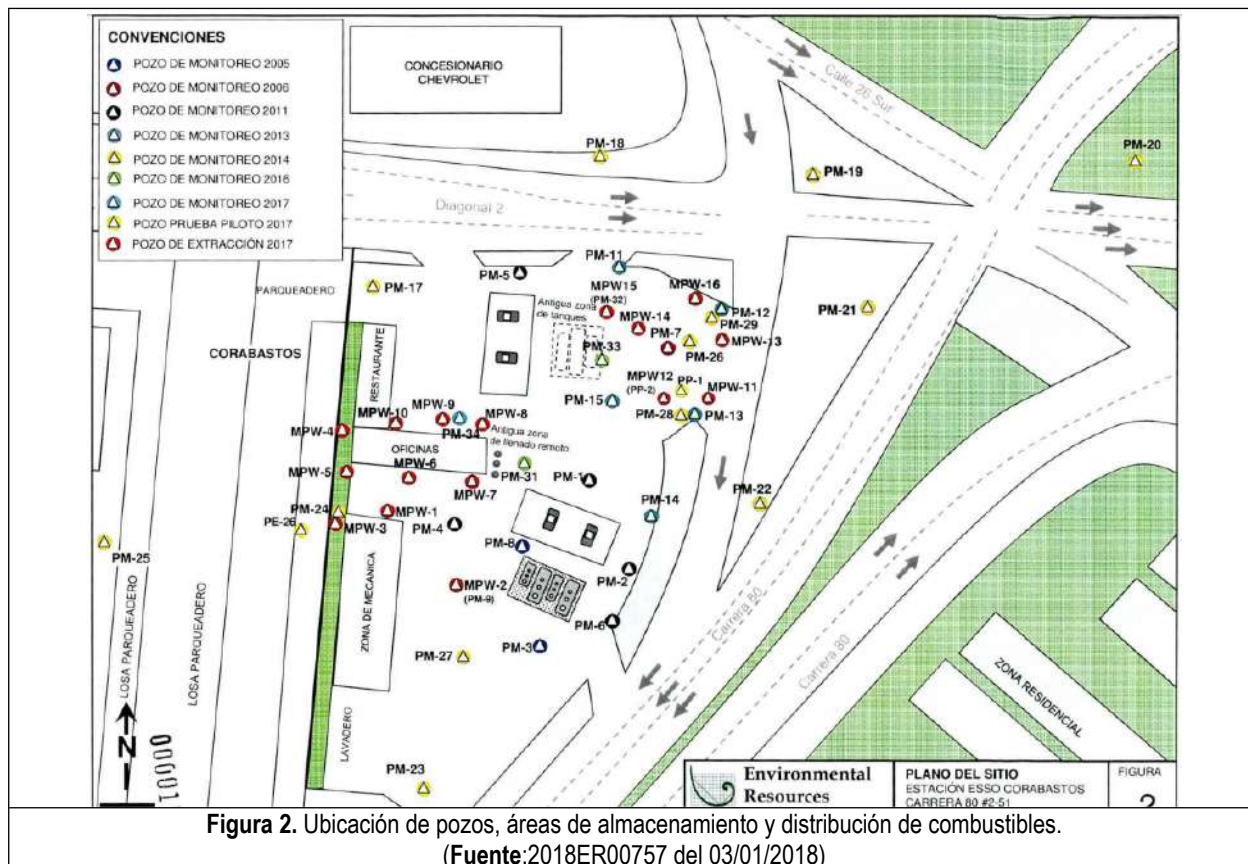 CONVENCIONES
POZO DE MONITOREO 2005
POZO DE MONITOREO 2006
POZO DE MONITOREO 2011
POZO DE MONITOREO 2013
POZO DE MONITOREO 2014
POZO DE MONITOREO 2016
POZO DE MONITOREO 2017
POZO PRUEBA PILOTO 2017
POZO DE EXTRACCIÓN 2017
CONCESIONARIO
CHEVROLET
Calle 26 Sur
PM-18
PM-19
PM-20
Diagonal 2
PM-5
PM-11
MPW15
(PM-32)
MPW-16
PARQUEADERO
PM-17
Antigua zona
de tanques
MPW-14
PM-12
PM-29
PM-21
PM-7
MPW-13
PM-26
CORABASTOS
RESTAURANTE
PM-33
MPW12
(PP-2)
PP-1
MPW-11
PM-15
PM-28
PM-13
MPW-10
MPW-9
MPW-8
PM-34
MPW-4
OFICINAS
Antigua zona
de llenado remoto
MPW-5
MPW-6
MPW-7
PM-31
PM-1
PM-14
PM-22
PM-24
PE-26
MPW-3
MPW-1
PM-4
PM-8
PM-25
PM-2
MPW-2
(PM-9)
PM-6
PM-3
PM-27
ZONA DE MECANICA
LOSA PARQUEADERO
LOSA PARQUEADERO
LAVADERO
PM-23
Carrera 80
Carrera 80
ZONA RESIDENCIAL
N
000001
Environmental
Resources
PLANO DEL SITIO
ESTACIÓN ESSO CORABASTOS
CARRERA 80 #2-51
FIGURA
2
Figura 2. Ubicación de pozos, áreas de almacenamiento y distribución de combustibles.
(Fuente:2018ER00757 del 03/01/2018)